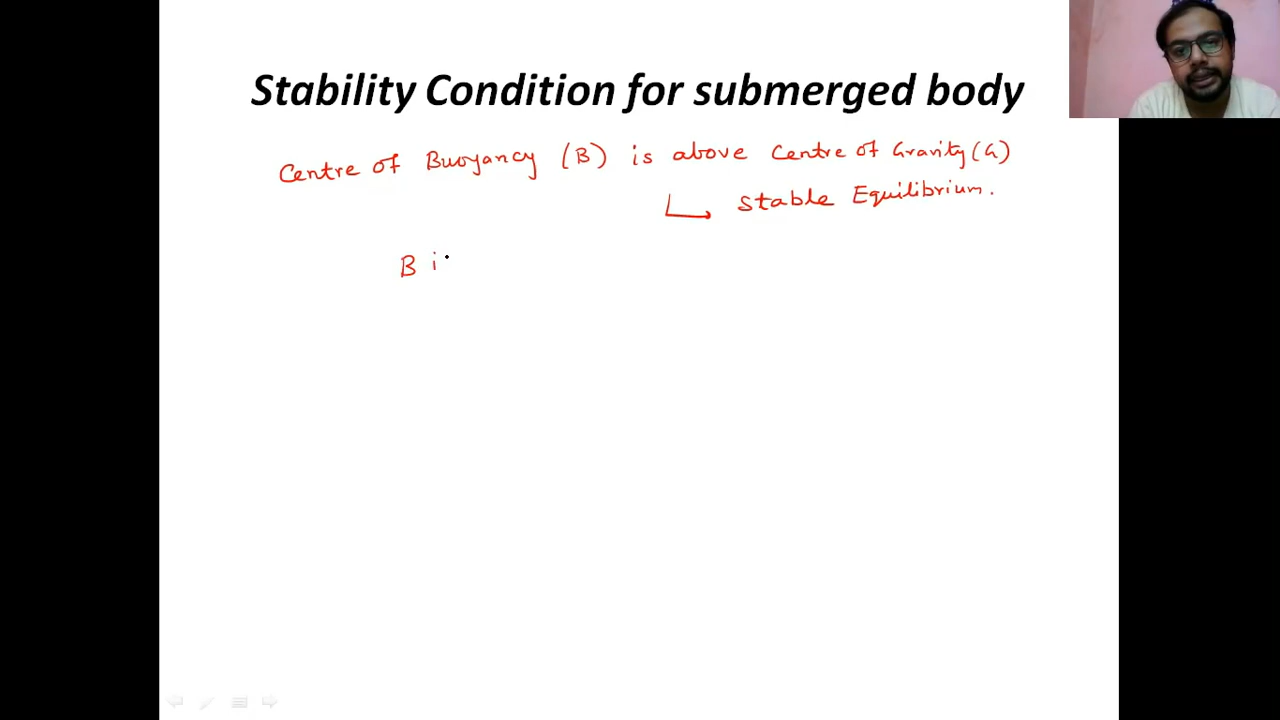 Stability Condition for submerged body
Centre of Buoyancy (B) is above Centre of Gravity (G)
↳ Stable Equilibrium.
B i